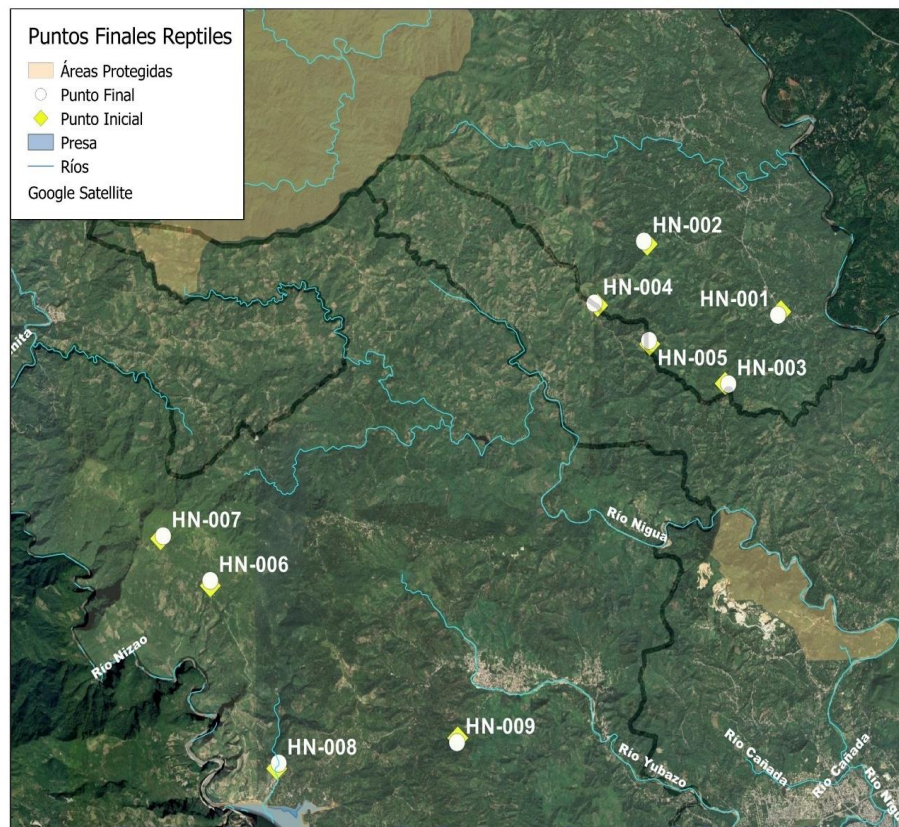 Puntos Finales Reptiles
Áreas Protegidas
Punto Final
Punto Inicial
Presa
Ríos
Google Satellite
HN-002
HN-004
HN-001
HN-005
HN-003
HN-007
HN-006
Río Nigua
Río Nizao
HN-009
HN-008
Río Yubazo
Río Cañada
Río Cañada